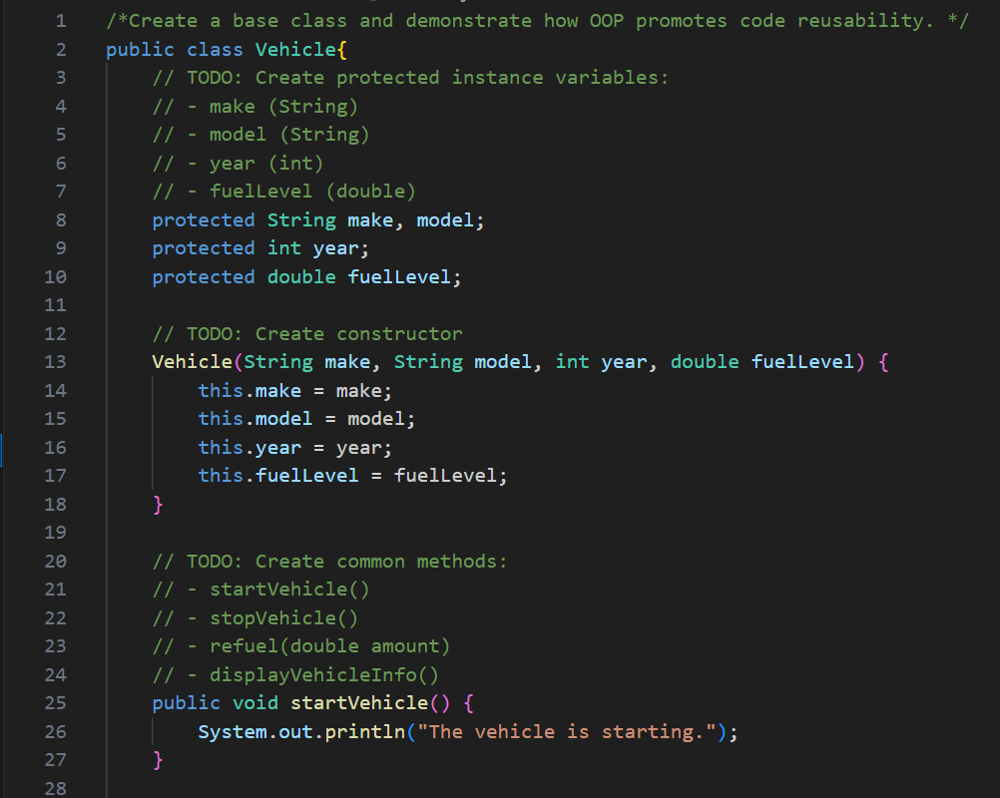 1 /*Create a base class and demonstrate how OOP promotes code reusability. */
2 public class Vehicle{
3     // TODO: Create protected instance variables:
4     // - make (String)
5     // - model (String)
6     // - year (int)
7     // - fuelLevel (double)
8     protected String make, model;
9     protected int year;
10     protected double fuelLevel;
11
12     // TODO: Create constructor
13     Vehicle(String make, String model, int year, double fuelLevel) {
14         this.make = make;
15         this.model = model;
16         this.year = year;
17         this.fuelLevel = fuelLevel;
18     }
19
20     // TODO: Create common methods:
21     // - startVehicle()
22     // - stopVehicle()
23     // - refuel(double amount)
24     // - displayVehicleInfo()
25     public void startVehicle() {
26         System.out.println("The vehicle is starting.");
27     }
28